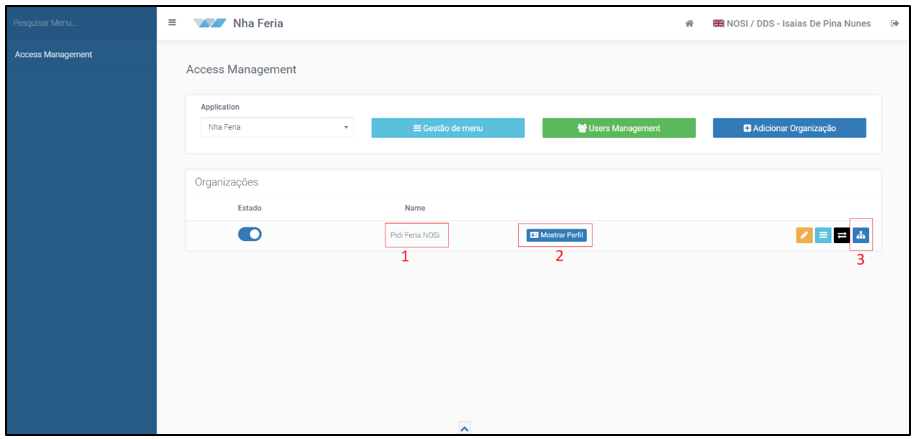 Pesquisar Menu...
Nha Feria
NOSI / DDS - Isaias De Pina Nunes
Access Management
Access Management
Application
Nha Feria
Gestão de menu
Users Management
Adicionar Organização
Organizações
Estado
Name
Pidi Feria NOSi
Mostrar Perfil
1
2
3